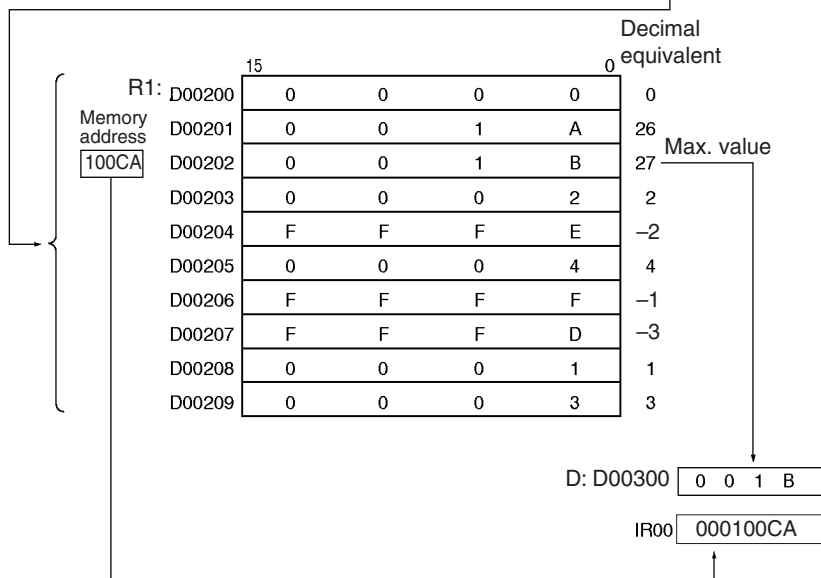 Decimal
equivalent
15 0
R1: D00200 0 0 0 0 0
Memory
address
D00201 0 0 1 A 26
100CA
D00202 0 0 1 B 27 Max. value
D00203 0 0 0 2 2
D00204 F F F E –2
D00205 0 0 0 4 4
D00206 F F F F –1
D00207 F F F D –3
D00208 0 0 0 1 1
D00209 0 0 0 3 3
D: D00300 0 0 1 B
IR00 000100CA